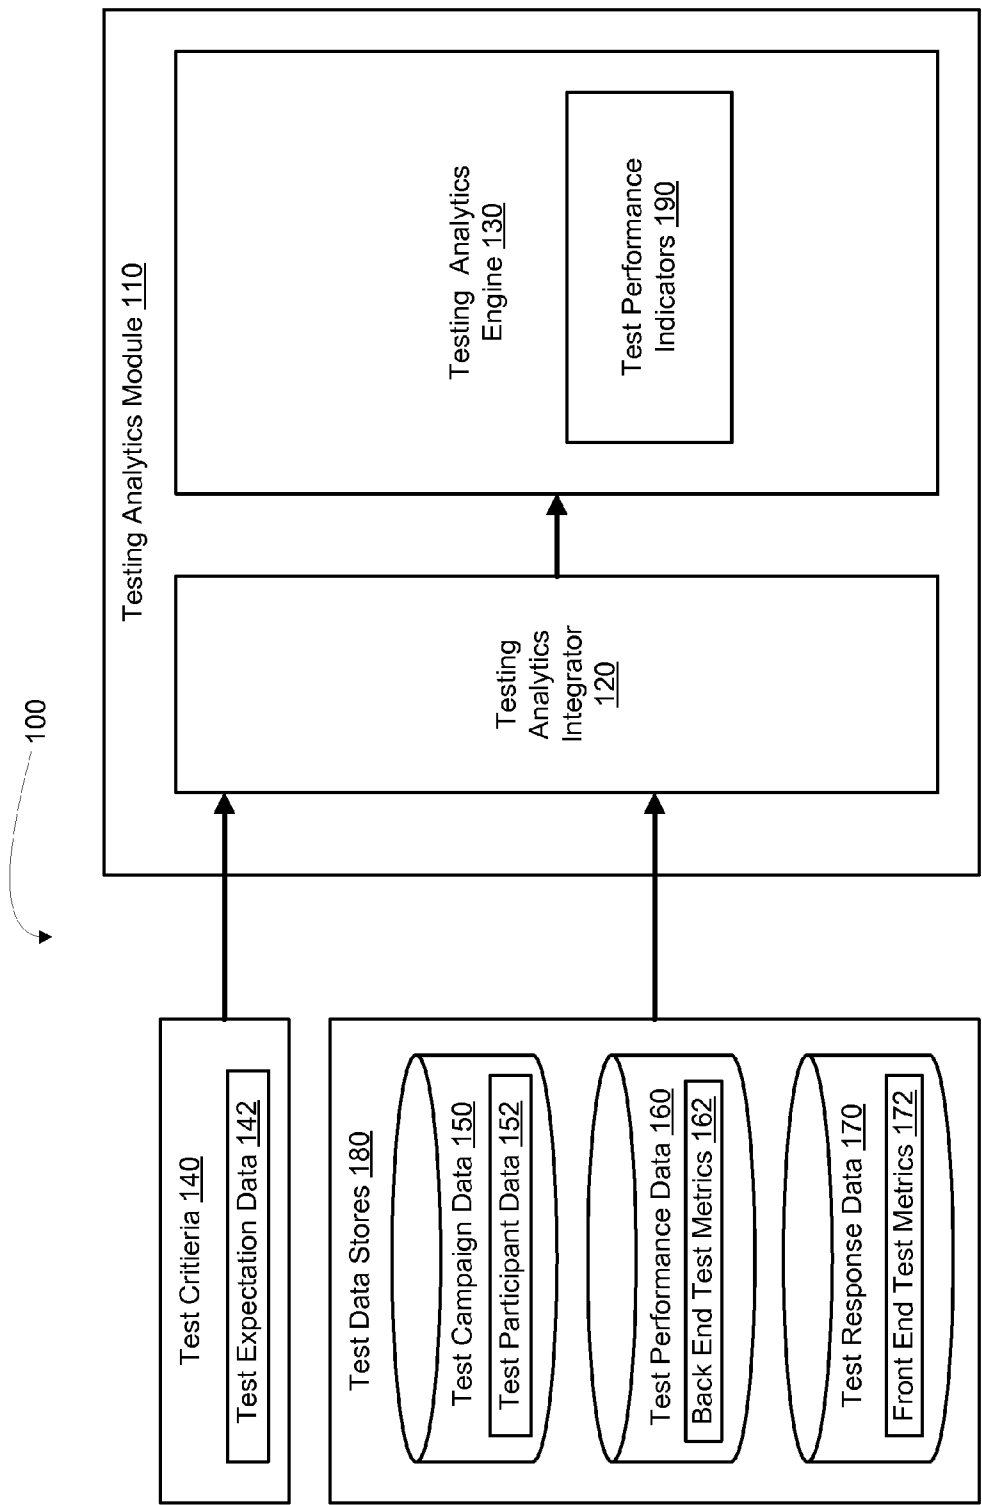 100
Test Critieria 140
Test Expectation Data 142
Test Data Stores 180
Test Campaign Data 150
Test Participant Data 152
Test Performance Data 160
Back End Test Metrics 162
Test Response Data 170
Front End Test Metrics 172
Testing Analytics Module 110
Testing
Analytics
Integrator
120
Testing Analytics
Engine 130
Test Performance
Indicators 190